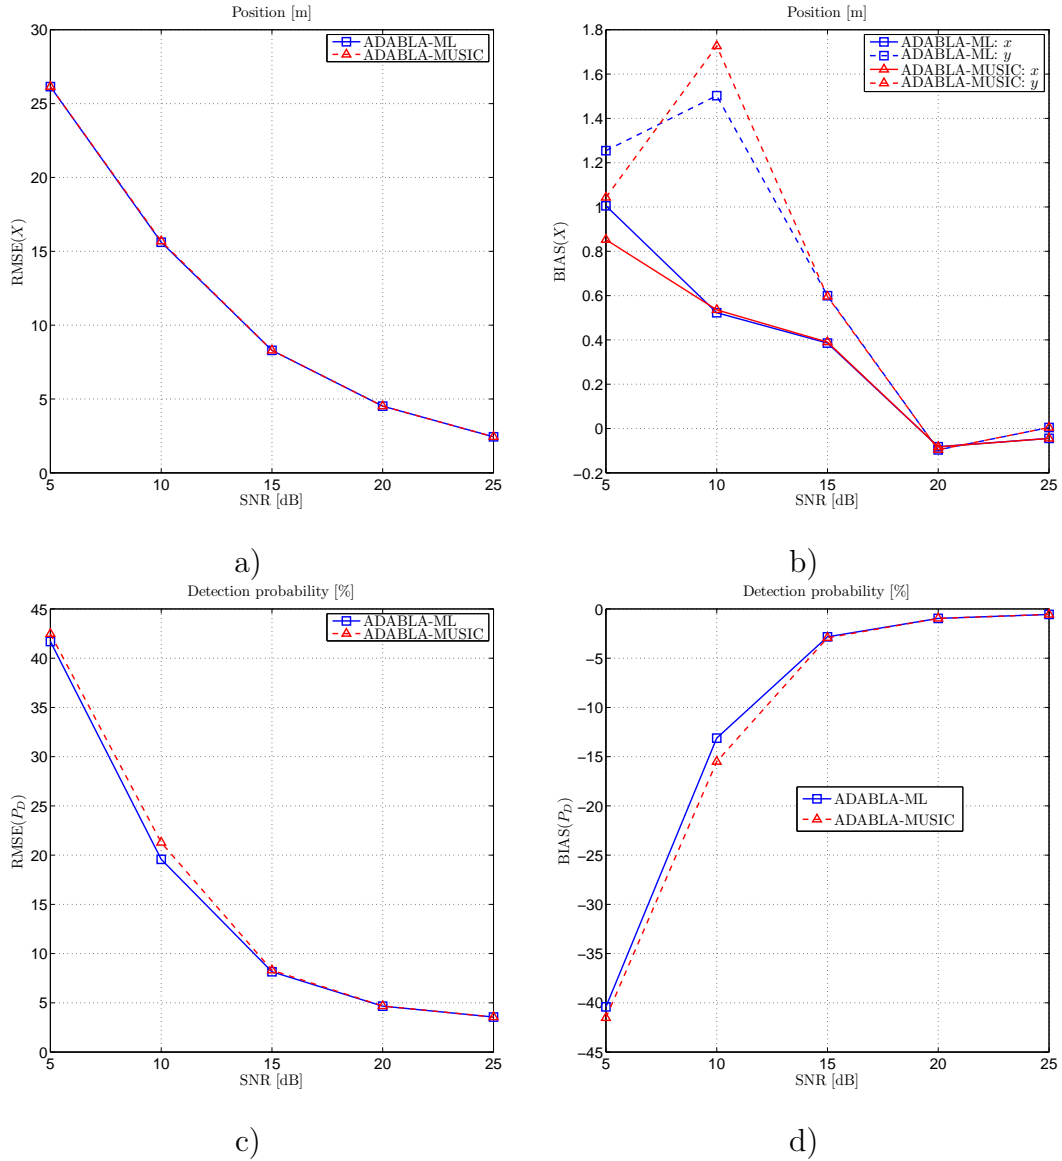 Position [m]
RMSE(X)
30
25
20
15
10
5
0
ADABLA-ML
ADABLA-MUSIC
5 10 15 20 25
SNR [dB]
a)
Position [m]
BIAS(X)
1.8
1.6
1.4
1.2
1
0.8
0.6
0.4
0.2
0
−0.2
ADABLA-ML: x
ADABLA-ML: y
ADABLA-MUSIC: x
ADABLA-MUSIC: y
5 10 15 20 25
SNR [dB]
b)
Detection probability [%]
RMSE(P_D)
45
40
35
30
25
20
15
10
5
0
ADABLA-ML
ADABLA-MUSIC
5 10 15 20 25
SNR [dB]
c)
Detection probability [%]
BIAS(P_D)
0
−5
−10
−15
−20
−25
−30
−35
−40
−45
ADABLA-ML
ADABLA-MUSIC
5 10 15 20 25
SNR [dB]
d)